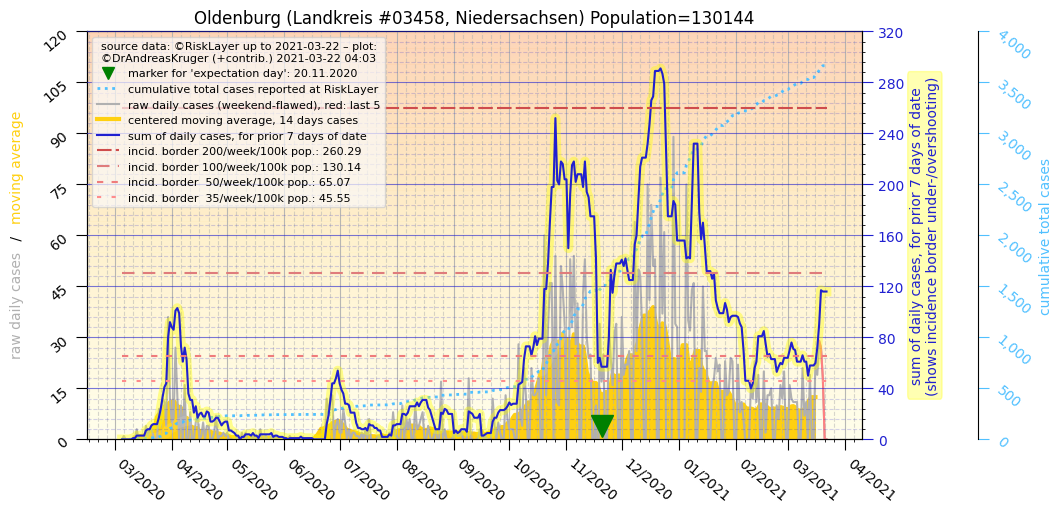 Oldenburg (Landkreis #03458, Niedersachsen) Population=130144
source data: ©RiskLayer up to 2021-03-22 – plot:
©DrAndreasKruger (+contrib.) 2021-03-22 04:03
marker for 'expectation day': 20.11.2020
cumulative total cases reported at RiskLayer
raw daily cases (weekend-flawed), red: last 5
centered moving average, 14 days cases
sum of daily cases, for prior 7 days of date
incid. border 200/week/100k pop.: 260.29
incid. border 100/week/100k pop.: 130.14
incid. border  50/week/100k pop.: 65.07
incid. border  35/week/100k pop.: 45.55
raw daily cases / moving average
120
105
90
75
60
45
30
15
0
03/2020
04/2020
05/2020
06/2020
07/2020
08/2020
09/2020
10/2020
11/2020
12/2020
01/2021
02/2021
03/2021
04/2021
320
280
240
200
160
120
80
40
0
sum of daily cases, for prior 7 days of date
(shows incidence border under-/overshooting)
4,000
3,500
3,000
2,500
2,000
1,500
1,000
500
0
cumulative total cases